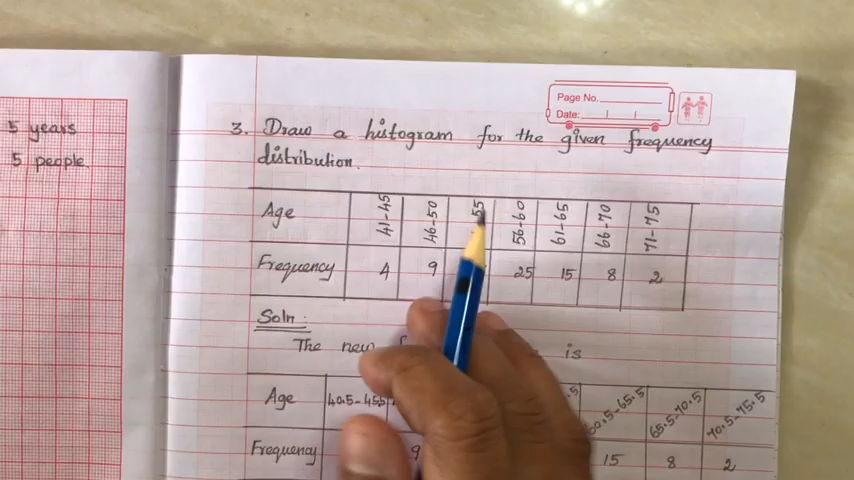 5 years
5 people.
Page No.
Date:
3. Draw a histogram for the given frequency
distribution.
Age 41-45 46-50 55 56-60 61-65 66-70 71-75
Frequency 4 9 25 15 8 2
Soln:
The new is
Age 40.5-45.5 .5 60.5-65.5 65.5-70.5 70.5-75.5
Frequency 9 15 8 2